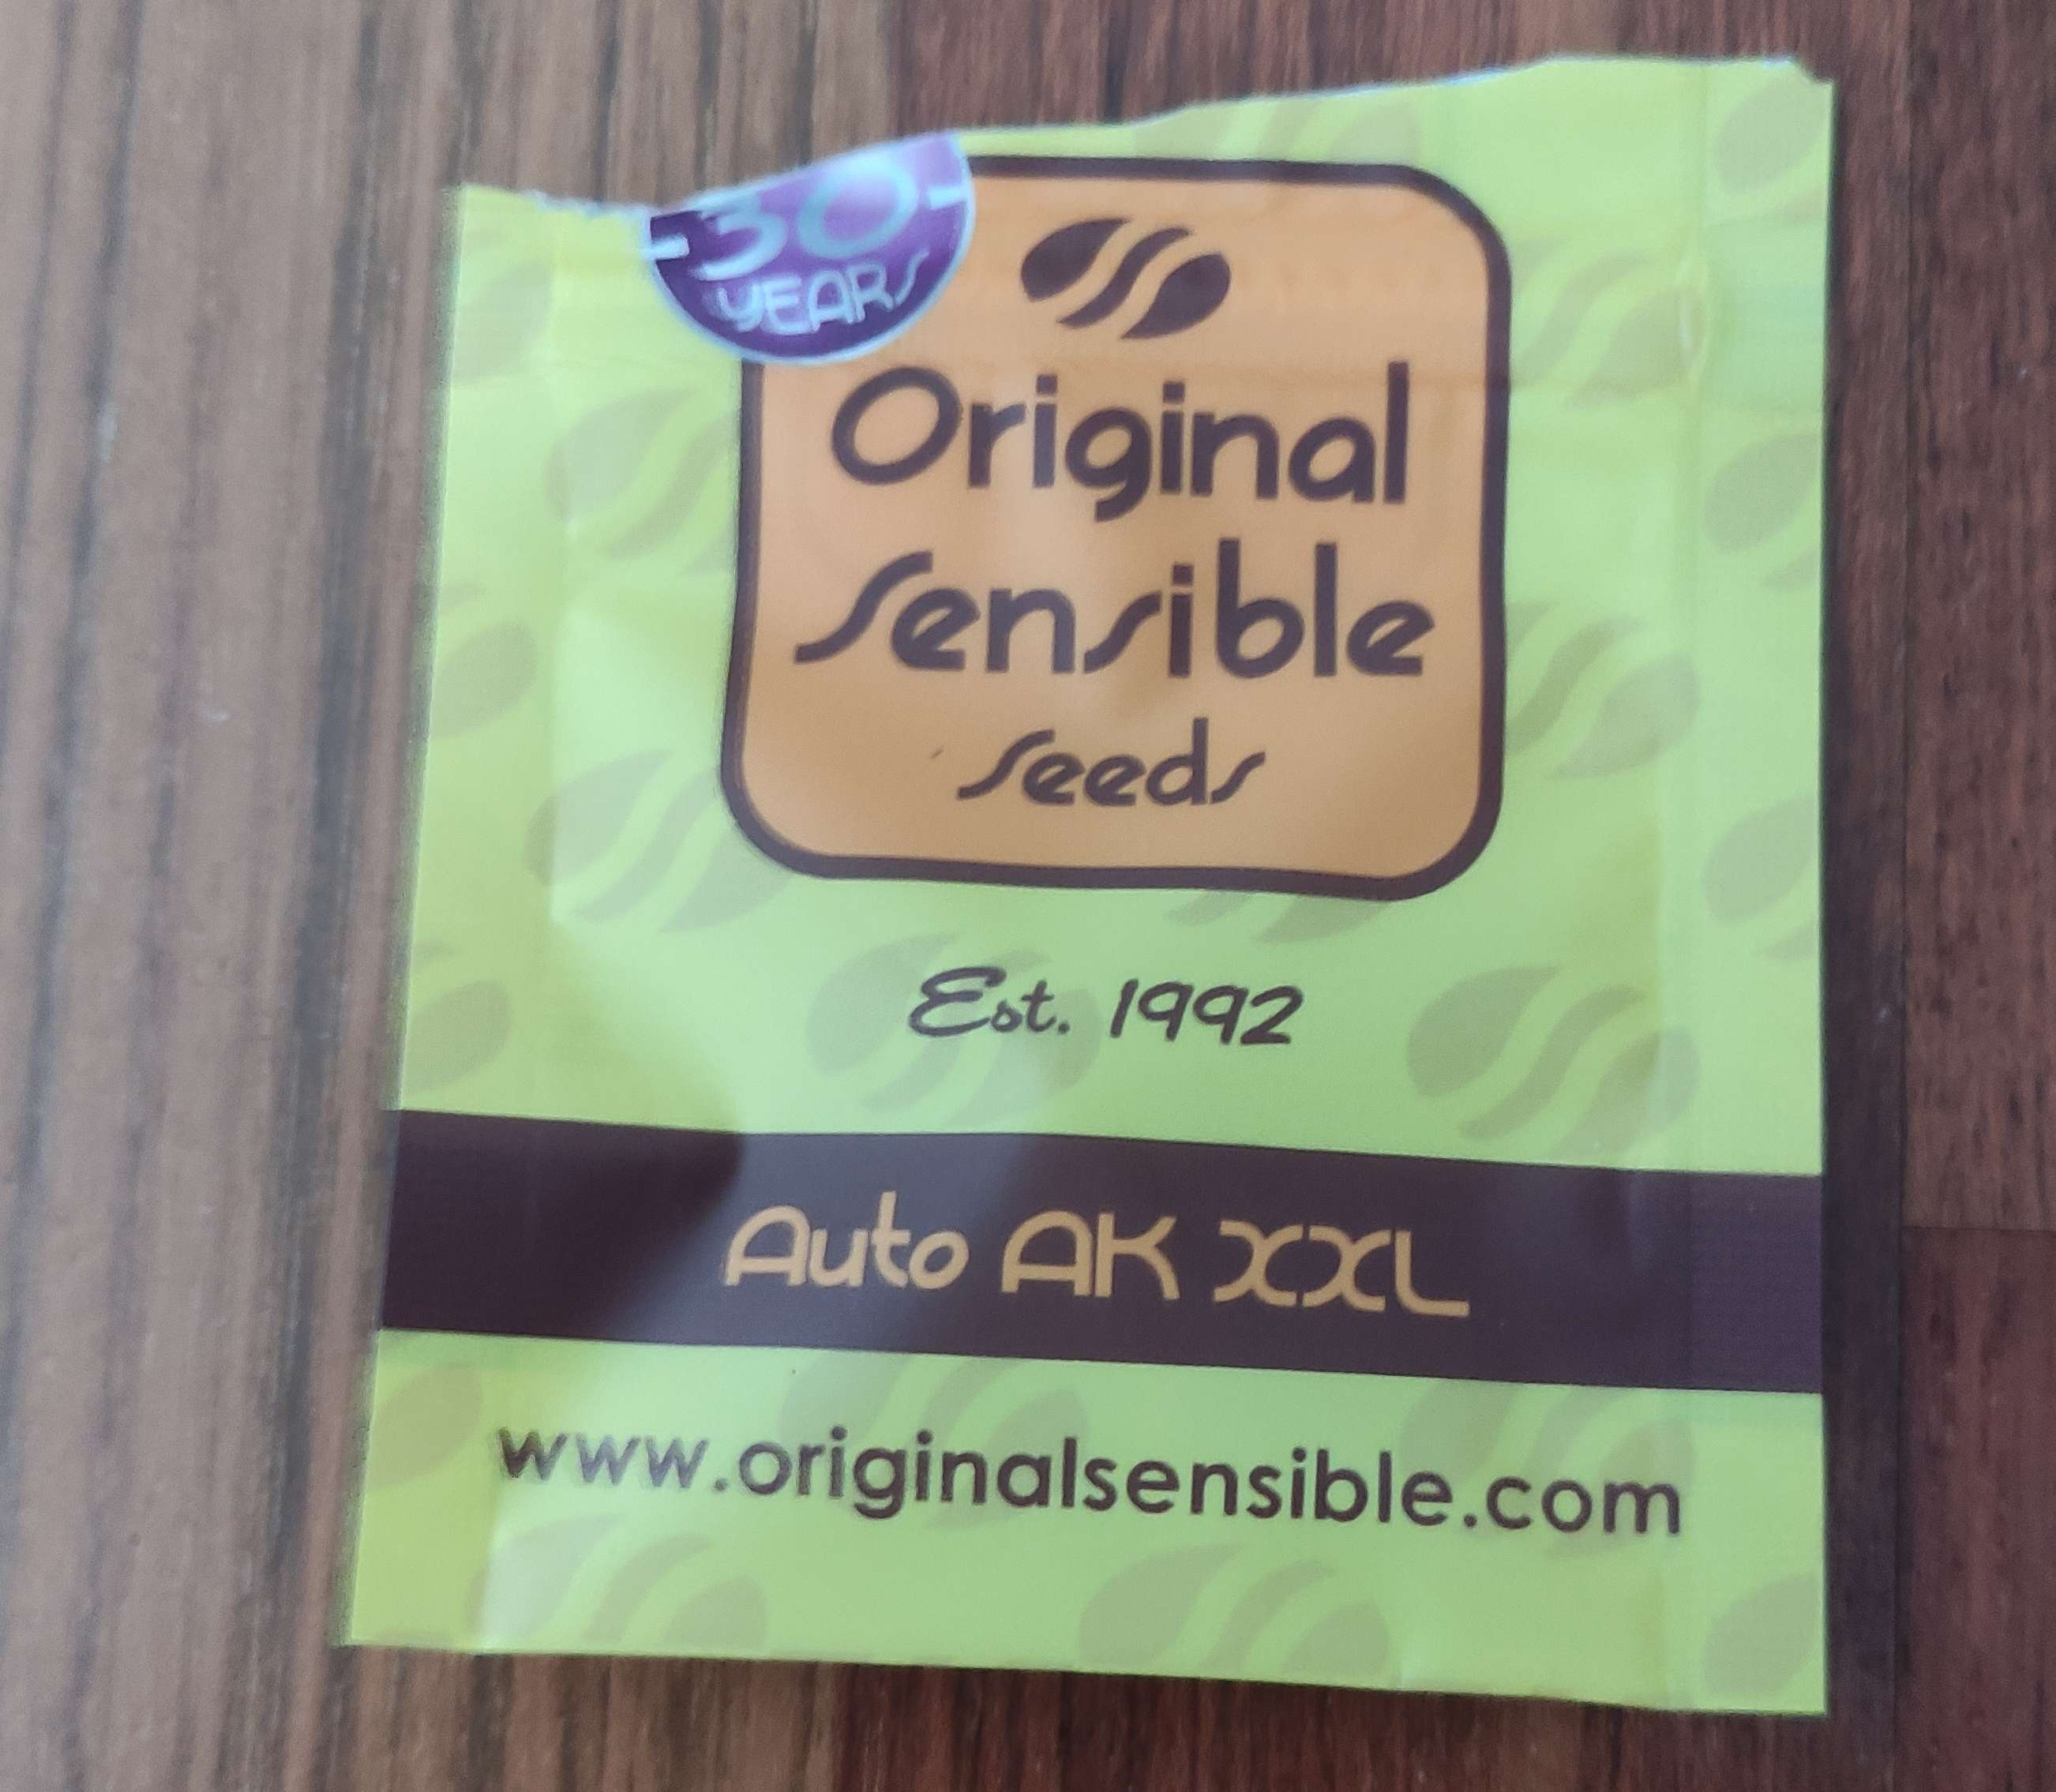 30
YEARS
Original
Sensible
Seeds
Est. 1992
Auto AK XXL
www.originalsensible.com